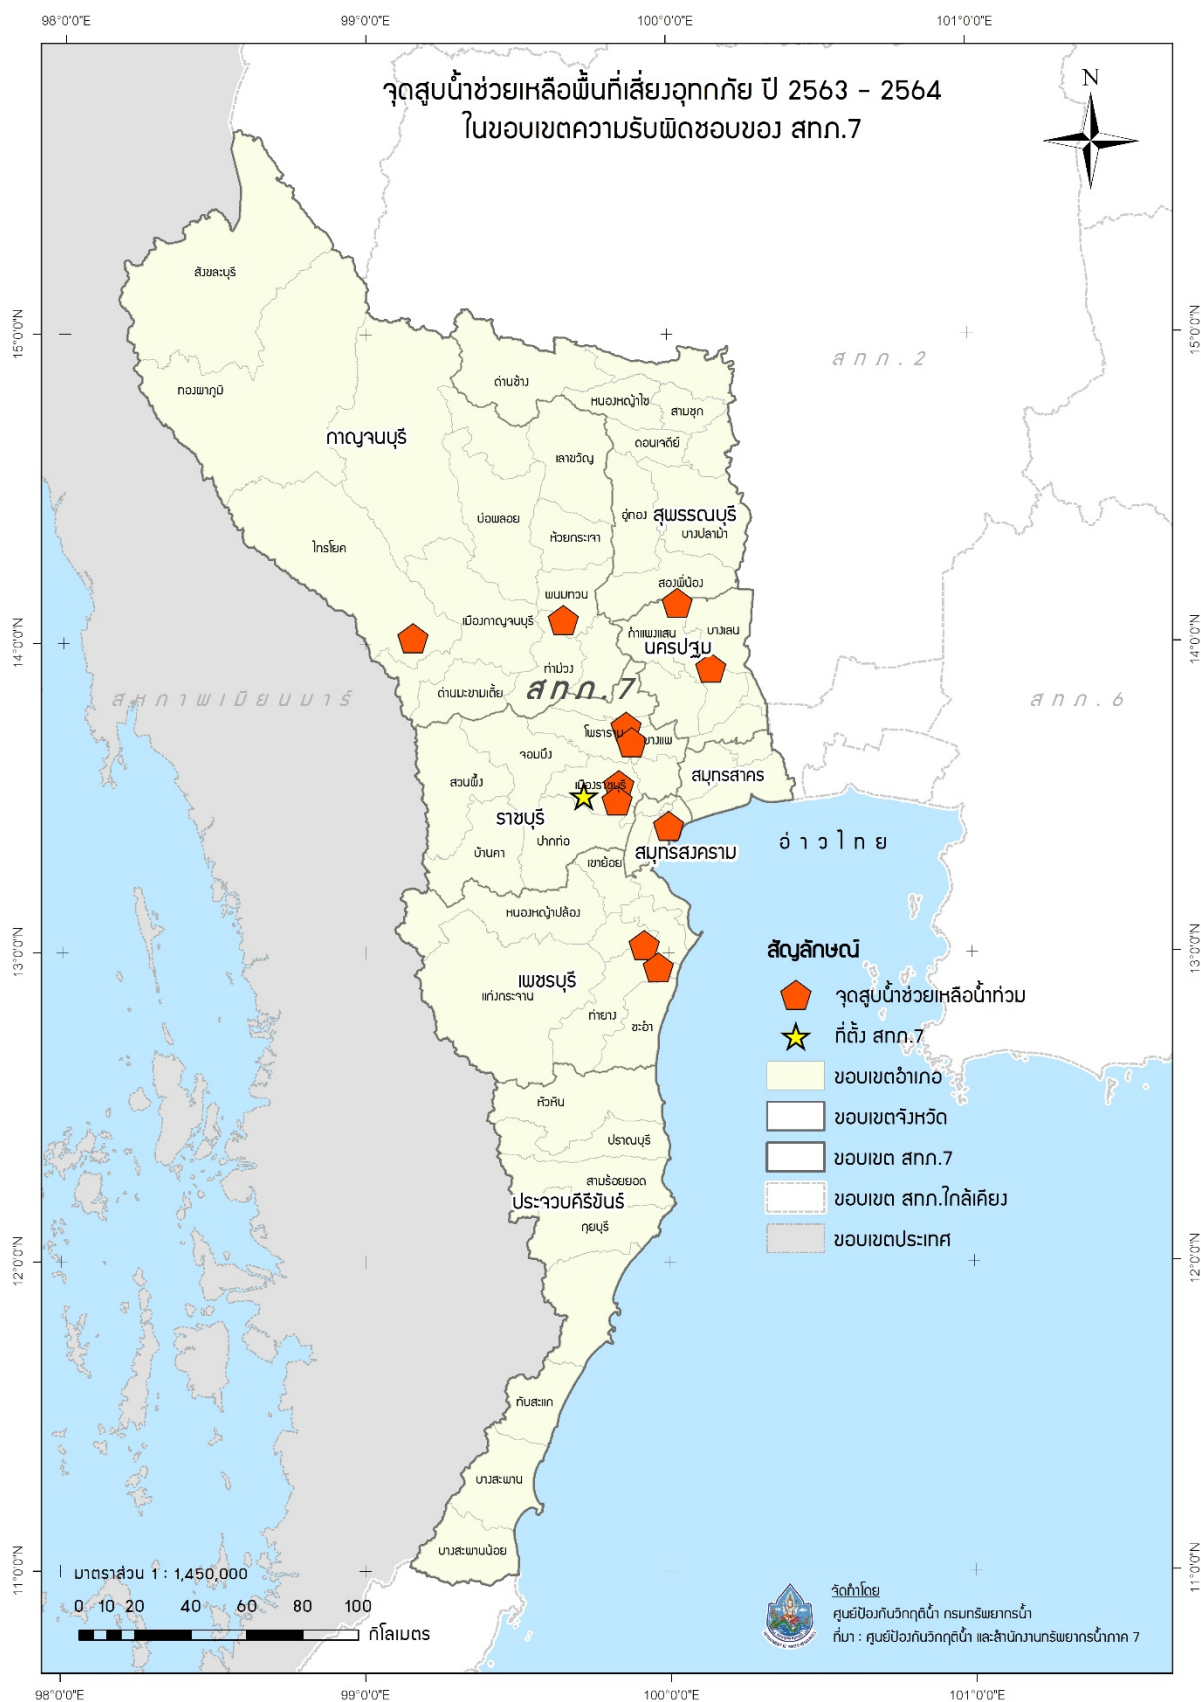 98°0'0"E
99°0'0"E
100°0'0"E
101°0'0"E
จุดสูบน้ำช่วยเหลือพื้นที่เสี่ยงอุทกภัย ปี 2563 - 2564
ในขอบเขตความรับผิดชอบของ สทภ.7
N
สังขละบุรี
15°0'0"N
15°0'0"N
สทภ.2
ทองผาภูมิ
ด่านช้าง
หนองหญ้าไซ
สามชุก
กาญจนบุรี
ดอนเจดีย์
เลาขวัญ
บ่อพลอย
อู่ทอง
สุพรรณบุรี
บางปลาม้า
ห้วยกระเจา
ไทรโยค
สองพี่น้อง
พนมทวน
เมืองกาญจนบุรี
กำแพงแสน
บางเลน
นครปฐม
14°0'0"N
14°0'0"N
ท่าม่วง
ด่านมะขามเตี้ย
สทภ.7
สหภาพเมียนมาร์
สทภ.6
โพธาราม
บางแพ
จอมบึง
สวนผึ้ง
เมืองราชบุรี
สมุทรสาคร
ราชบุรี
ปากท่อ
บ้านคา
เขาย้อย
สมุทรสงคราม
อ่าวไทย
หนองหญ้าปล้อง
13°0'0"N
13°0'0"N
เพชรบุรี
แก่งกระจาน
ท่ายาง
ชะอำ
สัญลักษณ์
จุดสูบน้ำช่วยเหลือน้ำท่วม
ที่ตั้ง สทภ.7
ขอบเขตอำเภอ
ขอบเขตจังหวัด
ขอบเขต สทภ.7
ขอบเขต สทภ.ใกล้เคียง
ขอบเขตประเทศ
หัวหิน
ปราณบุรี
สามร้อยยอด
ประจวบคีรีขันธ์
กุยบุรี
12°0'0"N
12°0'0"N
ทับสะแก
บางสะพาน
บางสะพานน้อย
11°0'0"N
11°0'0"N
มาตราส่วน 1 : 1,450,000
0 10 20 40 60 80 100
กิโลเมตร
จัดทำโดย
ศูนย์ป้องกันวิกฤติน้ำ กรมทรัพยากรน้ำ
ที่มา : ศูนย์ป้องกันวิกฤติน้ำ และสำนักงานทรัพยากรน้ำภาค 7
98°0'0"E
99°0'0"E
100°0'0"E
101°0'0"E